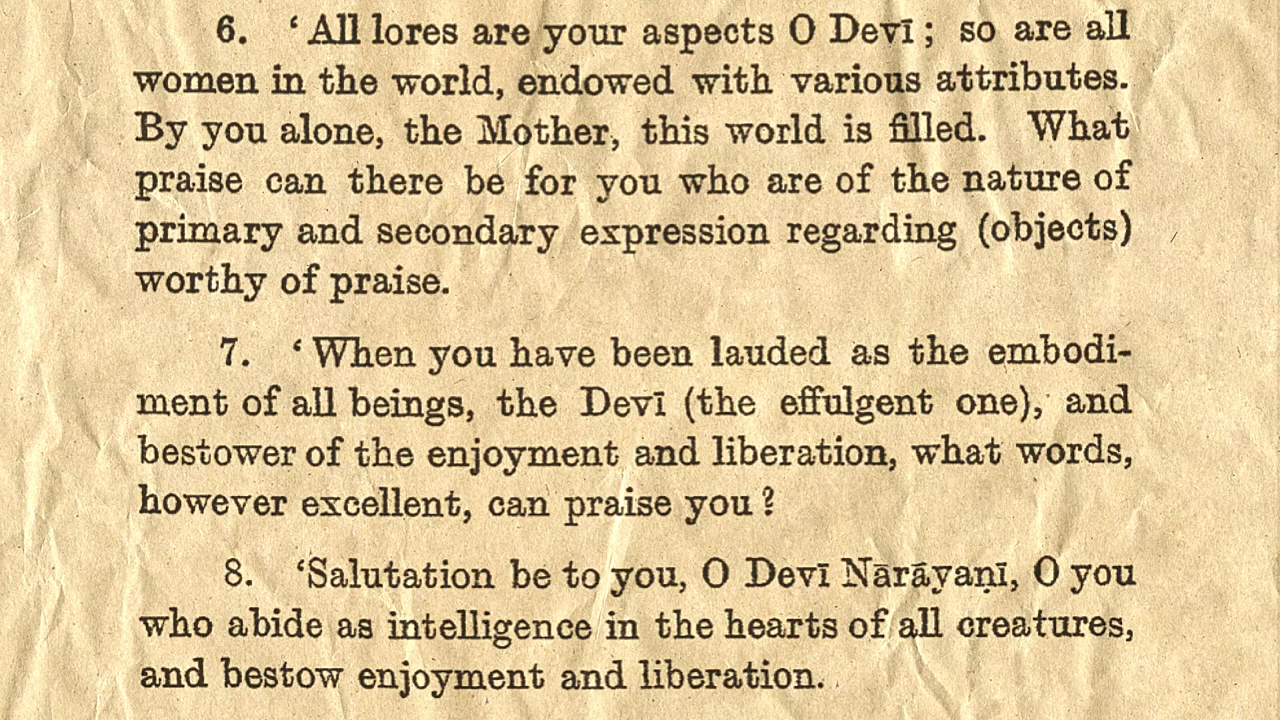 6. ‘All lores are your aspects O Devī; so are all
women in the world, endowed with various attributes.
By you alone, the Mother, this world is filled. What
praise can there be for you who are of the nature of
primary and secondary expression regarding (objects)
worthy of praise.
7. ‘When you have been lauded as the embodi-
ment of all beings, the Devī (the effulgent one), and
bestower of the enjoyment and liberation, what words,
however excellent, can praise you?
8. ‘Salutation be to you, O Devī Nārāyaṇī, O you
who abide as intelligence in the hearts of all creatures,
and bestow enjoyment and liberation.